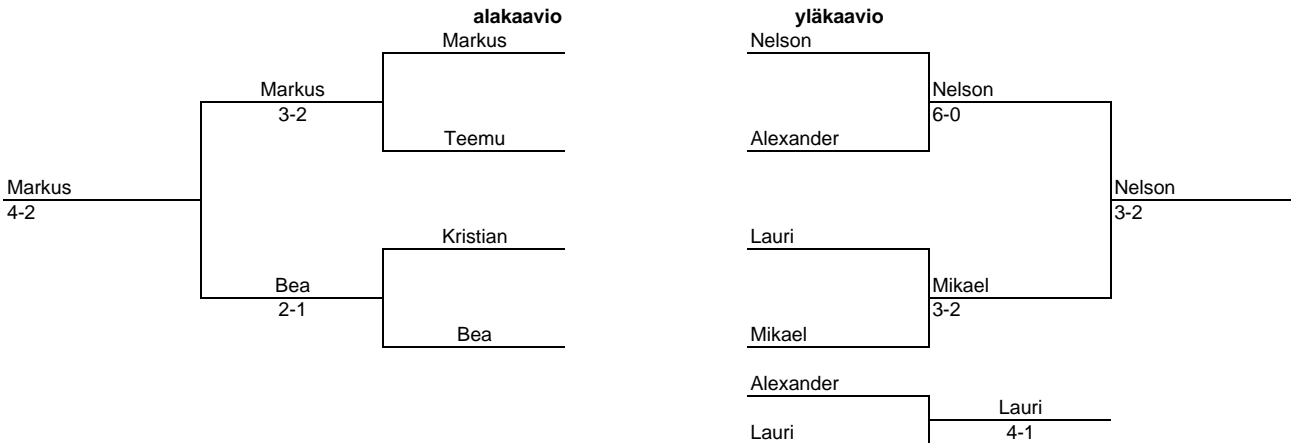 alakaavio yläkaavio
Markus Nelson
Markus Nelson
3-2 6-0
Teemu Alexander
Markus Nelson
4-2 3-2
Kristian Lauri
Bea Mikael
2-1 3-2
Bea Mikael
Alexander
Lauri
Lauri 4-1